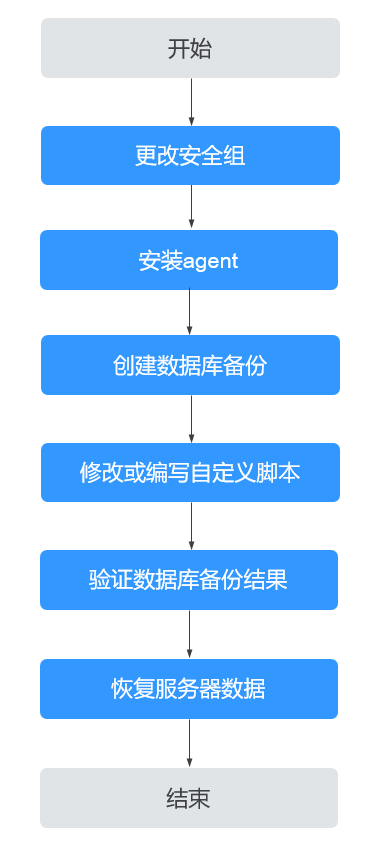 开始
更改安全组
安装agent
创建数据库备份
修改或编写自定义脚本
验证数据库备份结果
恢复服务器数据
结束